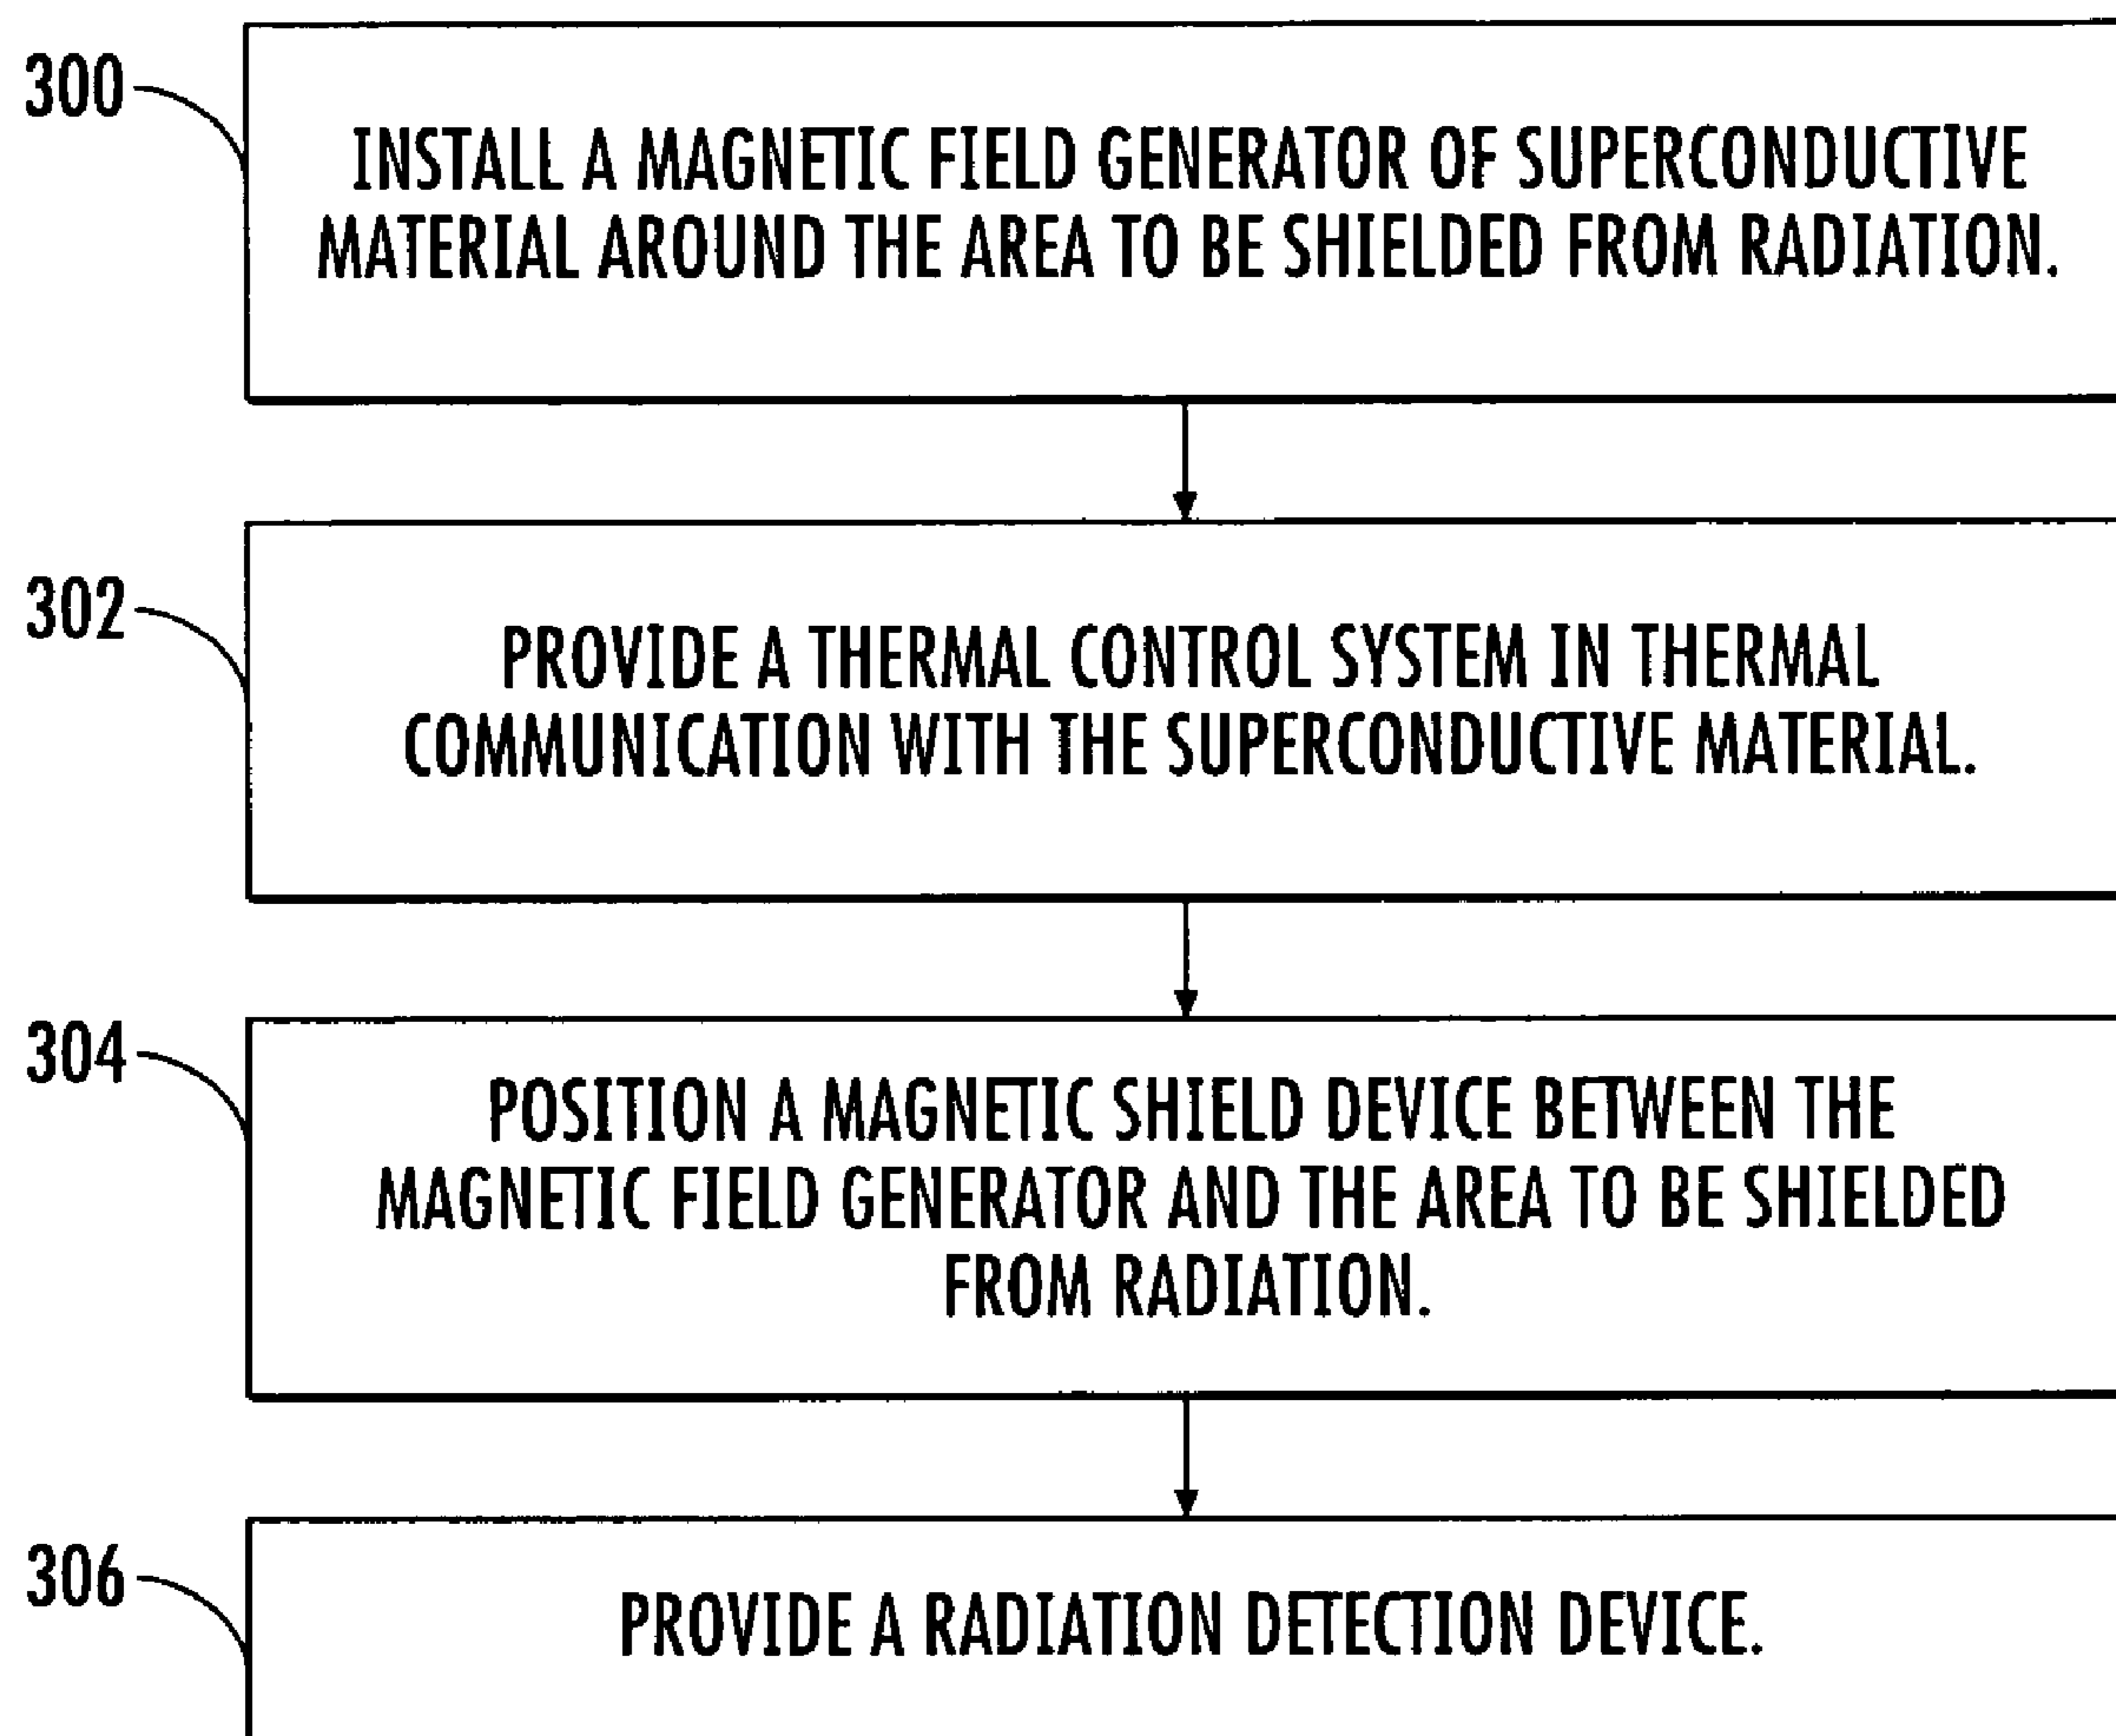 300
INSTALL A MAGNETIC FIELD GENERATOR OF SUPERCONDUCTIVE
MATERIAL AROUND THE AREA TO BE SHIELDED FROM RADIATION.
302
PROVIDE A THERMAL CONTROL SYSTEM IN THERMAL
COMMUNICATION WITH THE SUPERCONDUCTIVE MATERIAL.
304
POSITION A MAGNETIC SHIELD DEVICE BETWEEN THE
MAGNETIC FIELD GENERATOR AND THE AREA TO BE SHIELDED
FROM RADIATION.
306
PROVIDE A RADIATION DETECTION DEVICE.